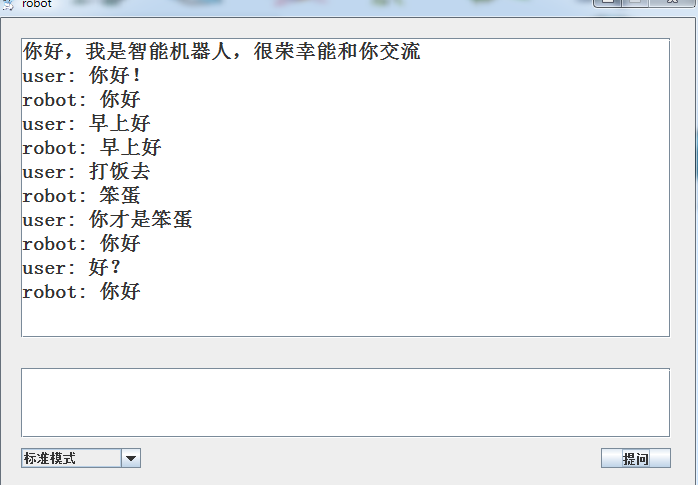 robot
你好，我是智能机器人，很荣幸能和你交流
user: 你好！
robot: 你好
user: 早上好
robot: 早上好
user: 打饭去
robot: 笨蛋
user: 你才是笨蛋
robot: 你好
user: 好？
robot: 你好
标准模式
提问